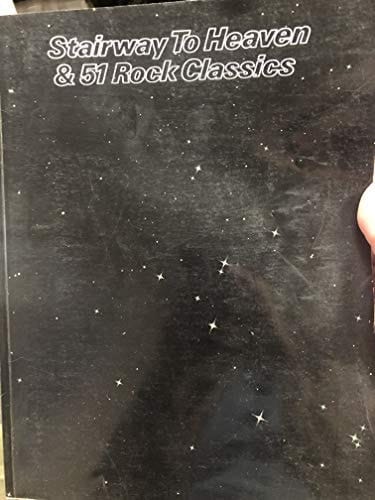 Stairway To Heaven
& 51 Rock Classics